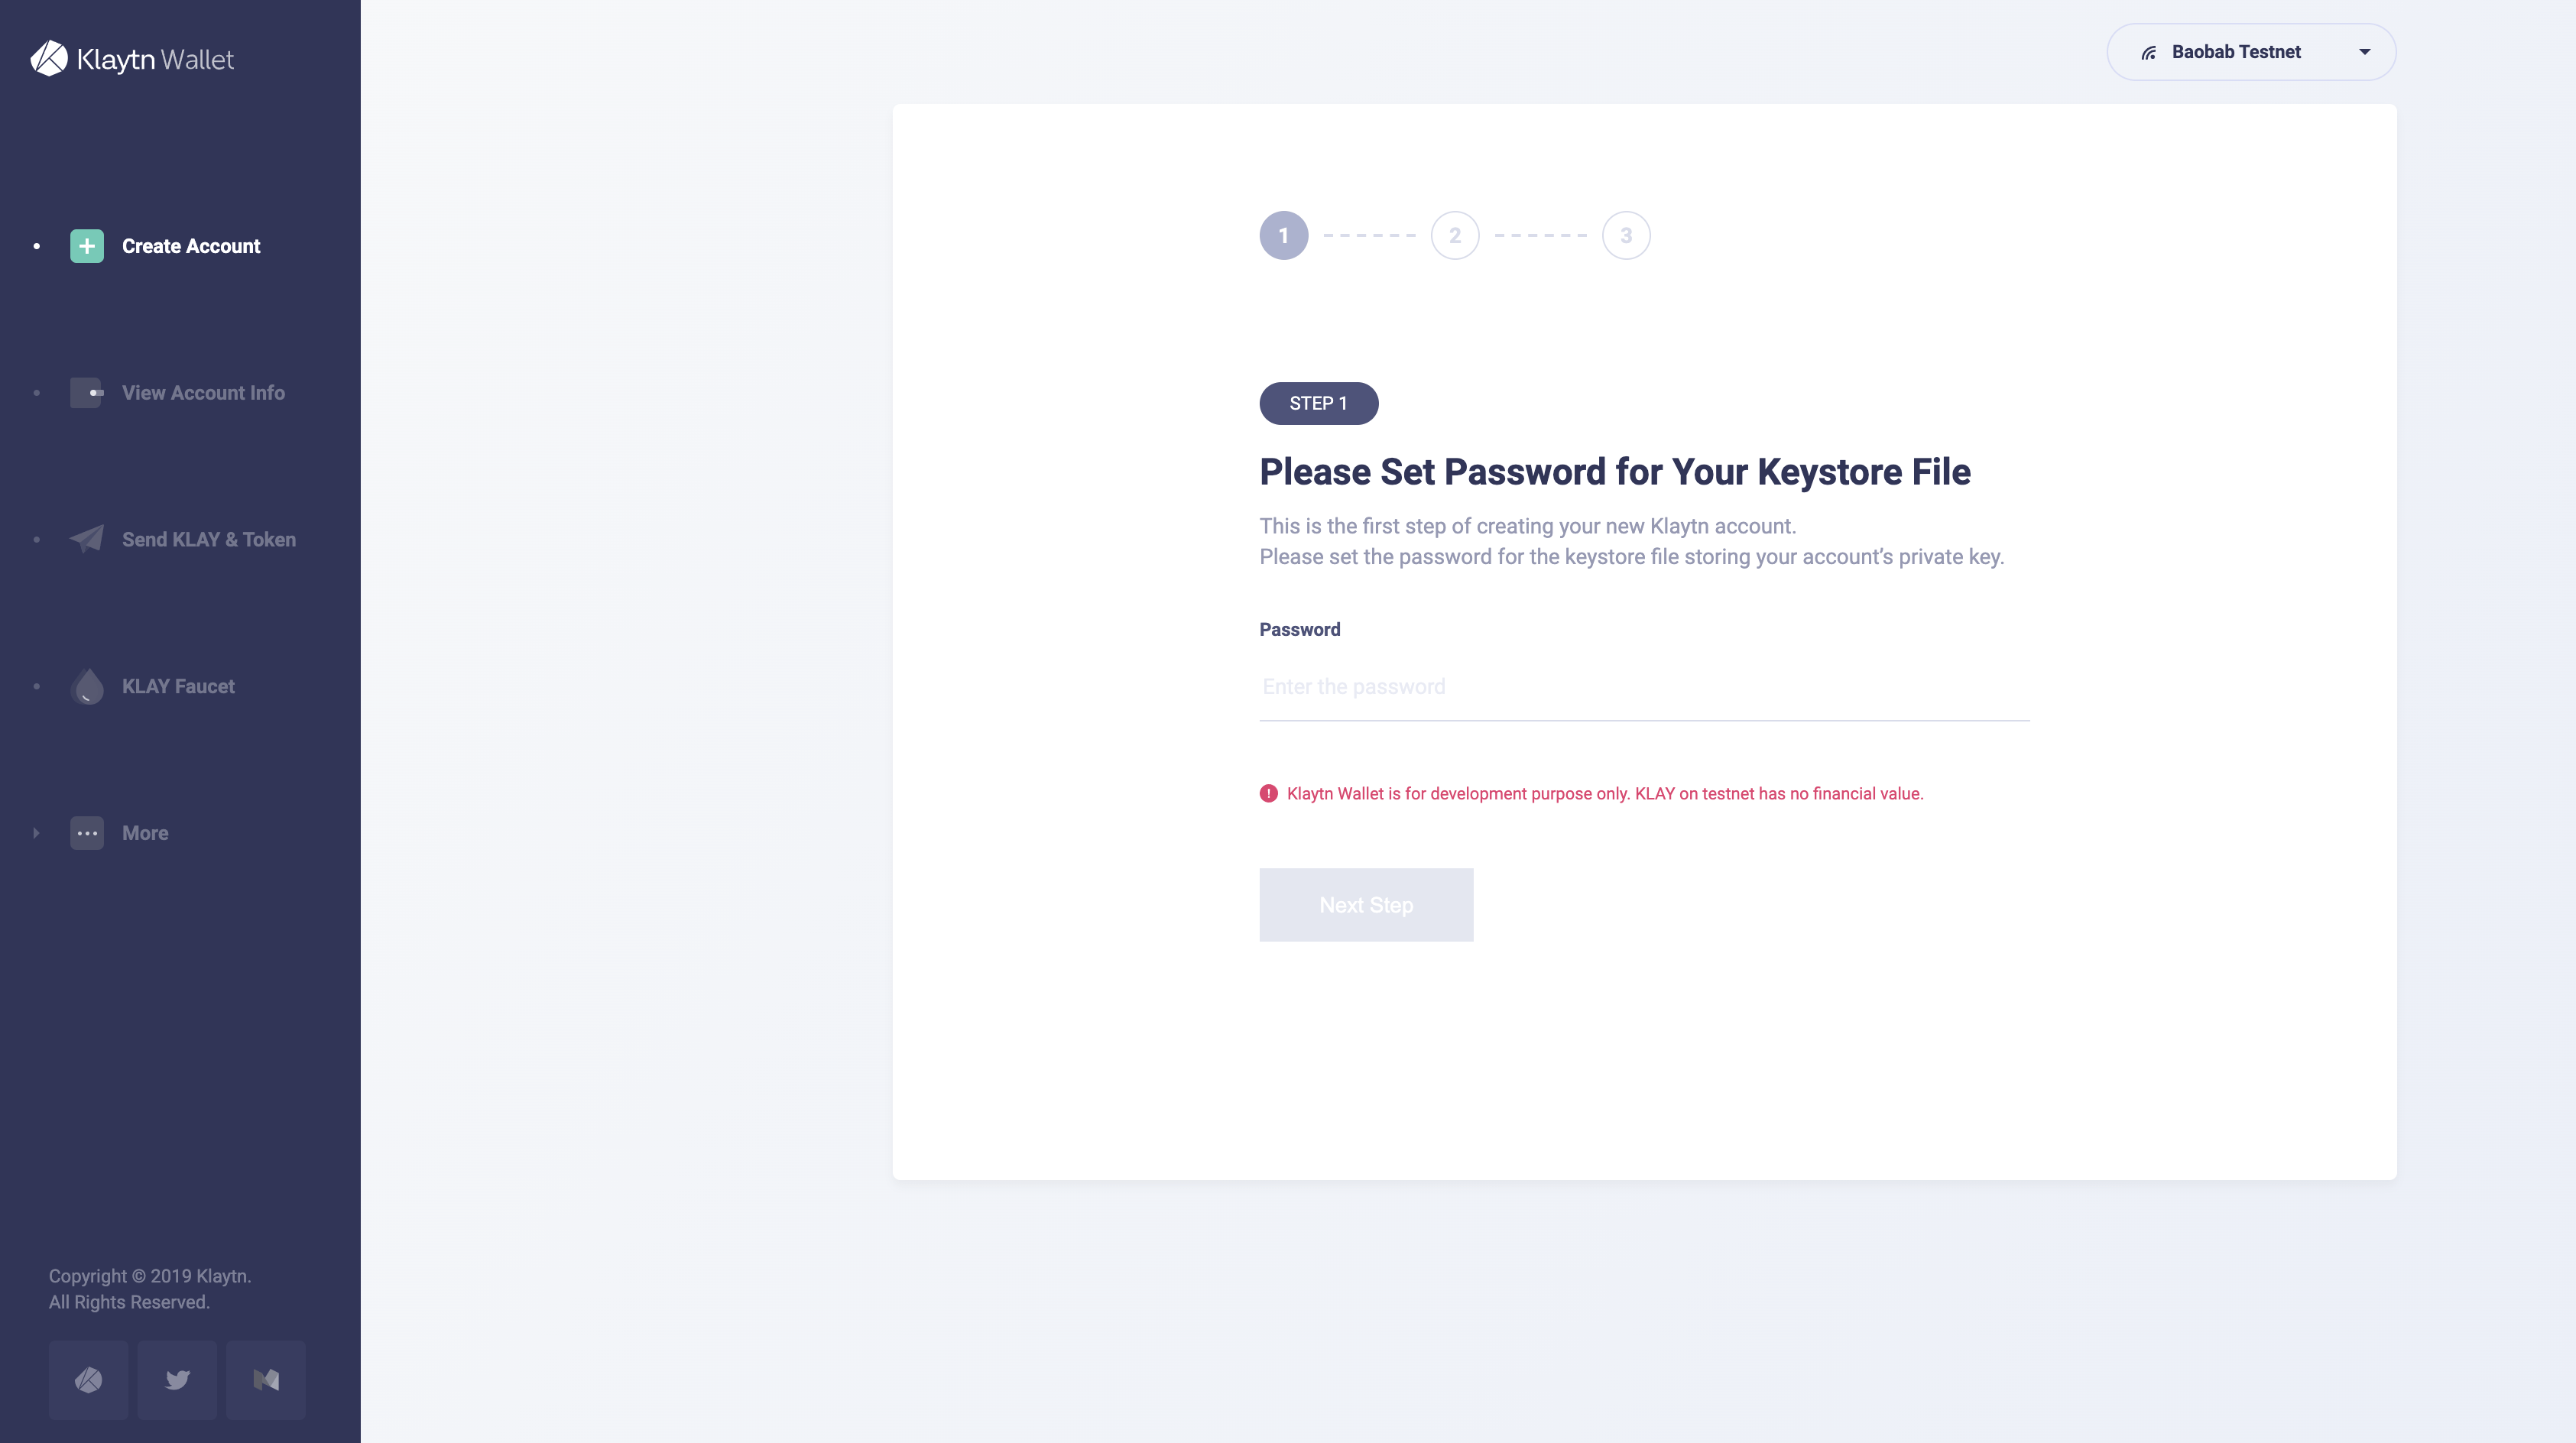 Klaytn Wallet
Create Account
View Account Info
Send KLAY & Token
KLAY Faucet
More
Copyright © 2019 Klaytn.
All Rights Reserved.
Baobab Testnet
1
2
3
STEP 1
Please Set Password for Your Keystore File
This is the first step of creating your new Klaytn account.
Please set the password for the keystore file storing your account’s private key.
Password
Enter the password
Klaytn Wallet is for development purpose only. KLAY on testnet has no financial value.
Next Step